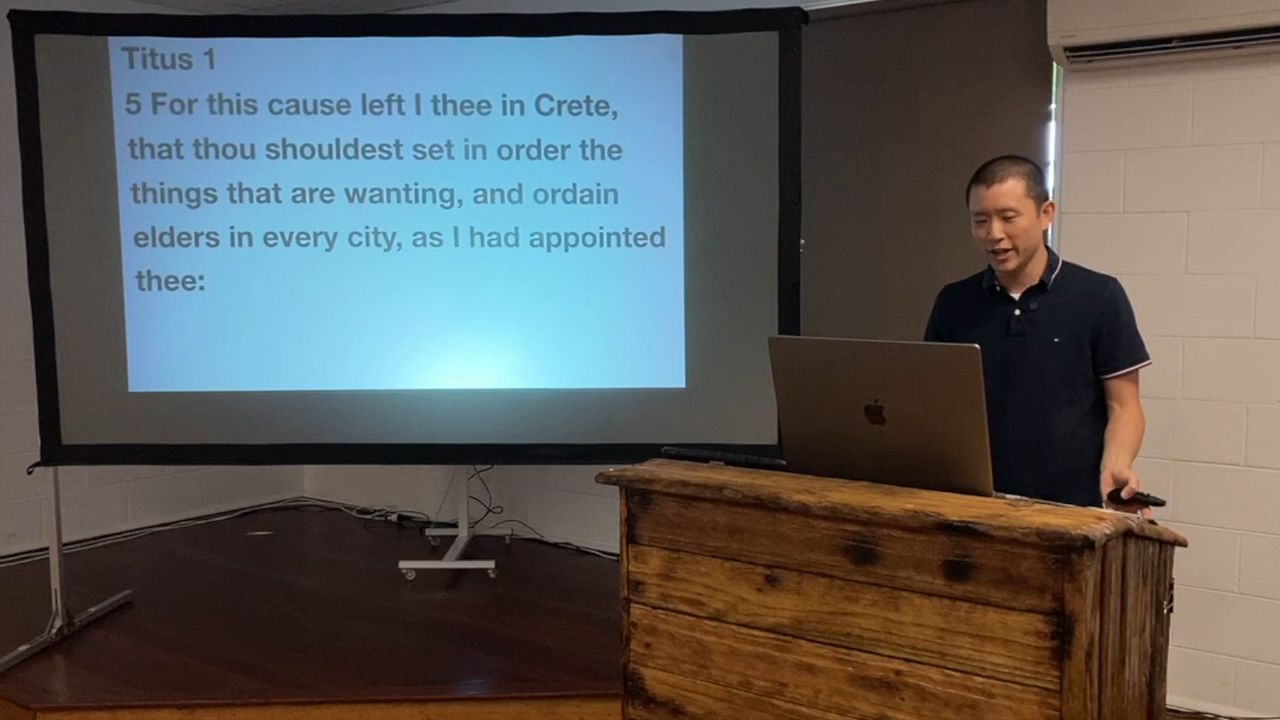 Titus 1
5 For this cause left I thee in Crete,
that thou shouldest set in order the
things that are wanting, and ordain
elders in every city, as I had appointed
thee: